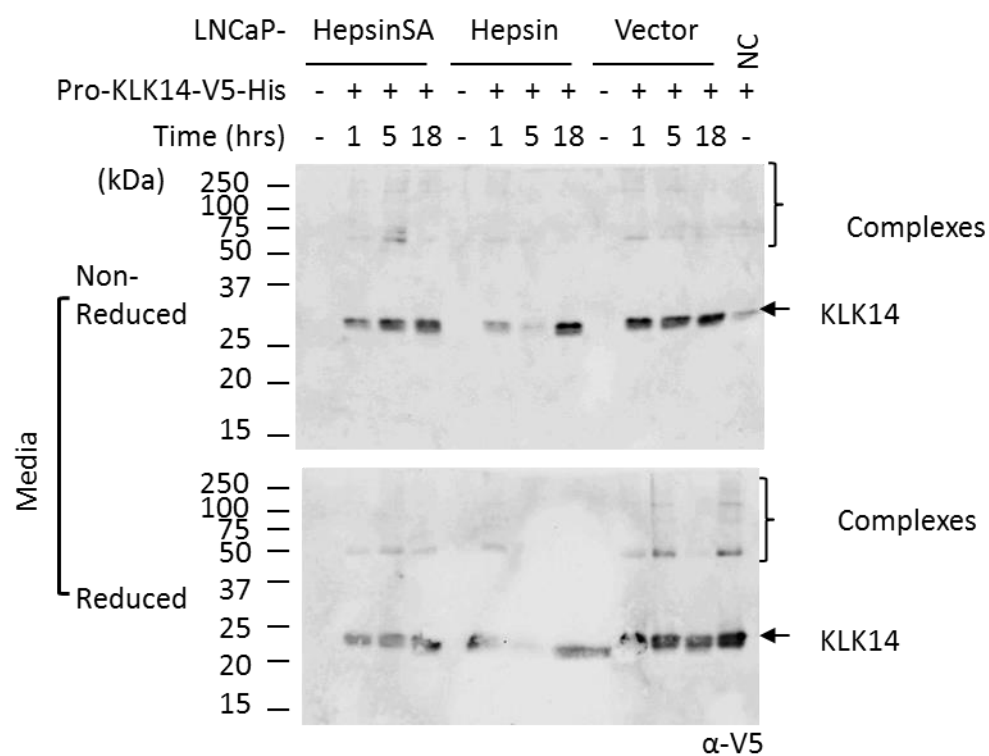 LNCaP- HepsinSA Hepsin Vector NC
Pro-KLK14-V5-His - + + + - + + + - + + + +
Time (hrs) - 1 5 18 - 1 5 18 - 1 5 18 -
(kDa)
250
100
75
50
37
25
20
15
Complexes
KLK14
Non-
Reduced
Media
250
100
75
50
37
25
20
15
Complexes
KLK14
Reduced
α-V5